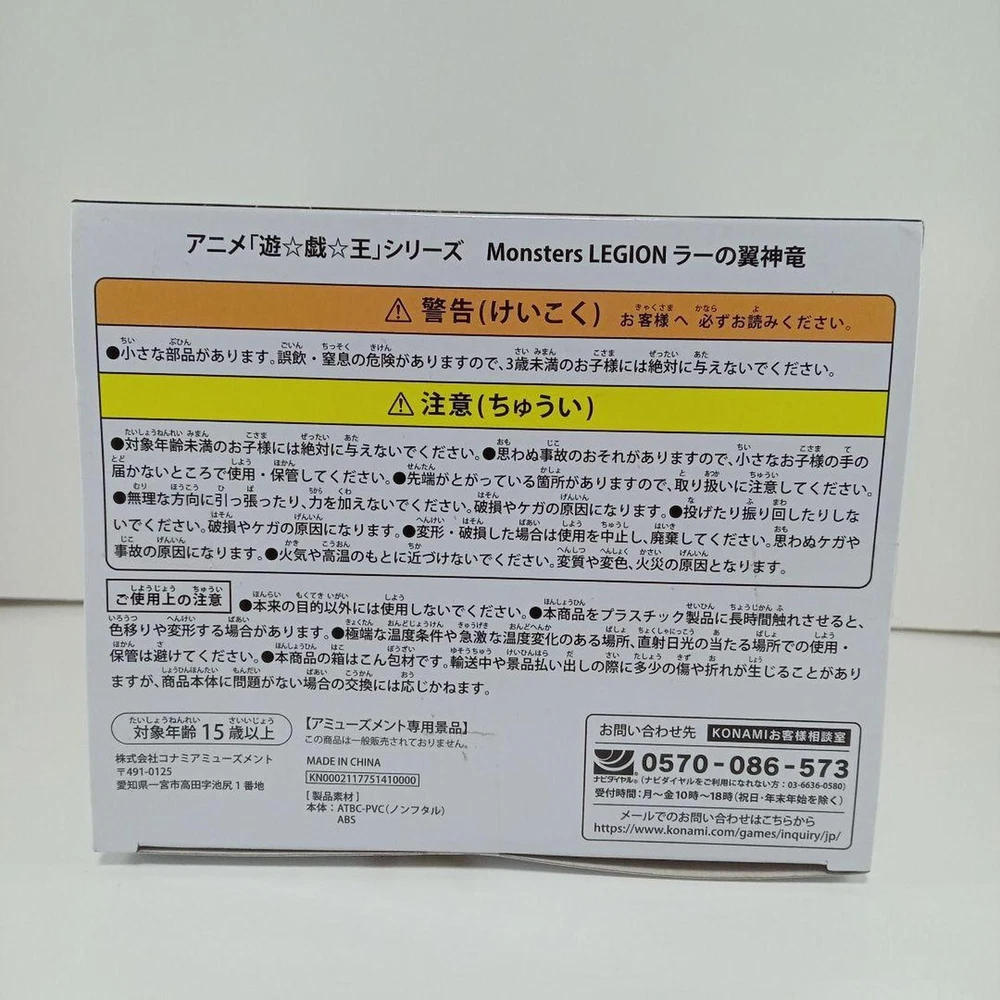 アニメ「遊☆戯☆王」シリーズ　Monsters LEGION ラーの翼神竜
⚠ 警告(けいこく) お客様へ 必ずお読みください。
●小さな部品があります。誤飲・窒息の危険がありますので、3歳未満のお子様には絶対に与えないでください。
⚠ 注意(ちゅうい)
●対象年齢未満のお子様には絶対に与えないでください。●思わぬ事故のおそれがありますので、小さなお子様の手の
届かないところで使用・保管してください。●先端がとがっている箇所がありますので、取り扱いに注意してください。
●無理な方向に引っ張ったり、力を加えないでください。破損やケガの原因になります。●投げたり振り回したりしな
いでください。破損やケガの原因になります。●変形・破損した場合は使用を中止し、廃棄してください。思わぬケガや
事故の原因になります。●火気や高温のもとに近づけないでください。変質や変色、火災の原因となります。
ご使用上の注意 ●本来の目的以外には使用しないでください。●本商品をプラスチック製品に長時間触れさせると、
色移りや変形する場合があります。●極端な温度条件や急激な温度変化のある場所、直射日光の当たる場所での使用・
保管は避けてください。●本商品の箱はこん包材です。輸送中や景品払い出しの際に多少の傷や折れが生じることがあり
ますが、商品本体に問題がない場合の交換には応じかねます。
対象年齢 15歳以上
株式会社コナミアミューズメント
〒491-0125
愛知県一宮市高田字池尻1番地
【アミューズメント専用景品】
この商品は一般販売されておりません。
MADE IN CHINA
KN0002117751410000
[製品素材]
本体：ATBC-PVC(ノンフタル)
ABS
お問い合わせ先 KONAMIお客様相談室
ナビダイヤル® 0570-086-573
(ナビダイヤルをご利用になれない方：03-6636-0580)
受付時間：月～金10時～18時(祝日・年末年始を除く)
メールでのお問い合わせはこちらから
https://www.konami.com/games/inquiry/jp/